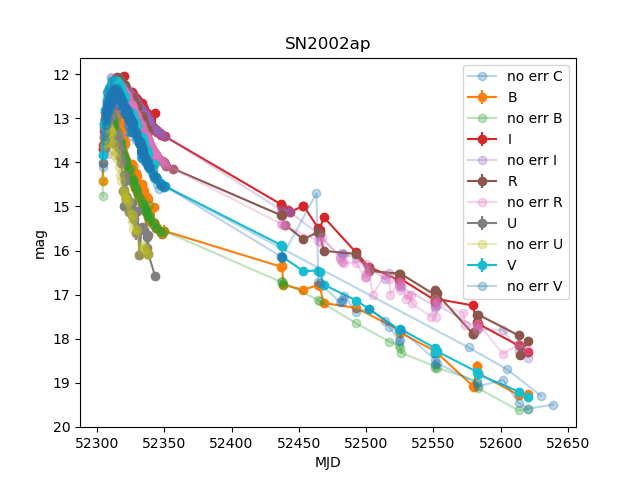 SN2002ap
12
13
14
15
16
17
18
19
20
mag
52300
52350
52400
52450
52500
52550
52600
52650
MJD
no err C
B
no err B
I
no err I
R
no err R
U
no err U
V
no err V